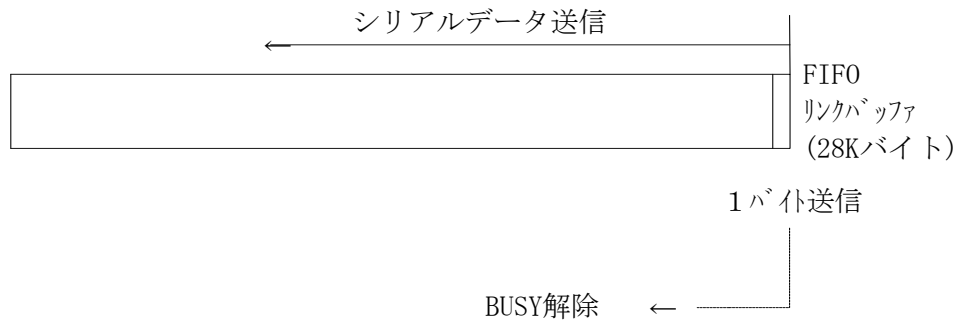 シリアルデータ送信
FIFO
リンクバッファ
(28Kバイト)
1バイト送信
BUSY解除 ←